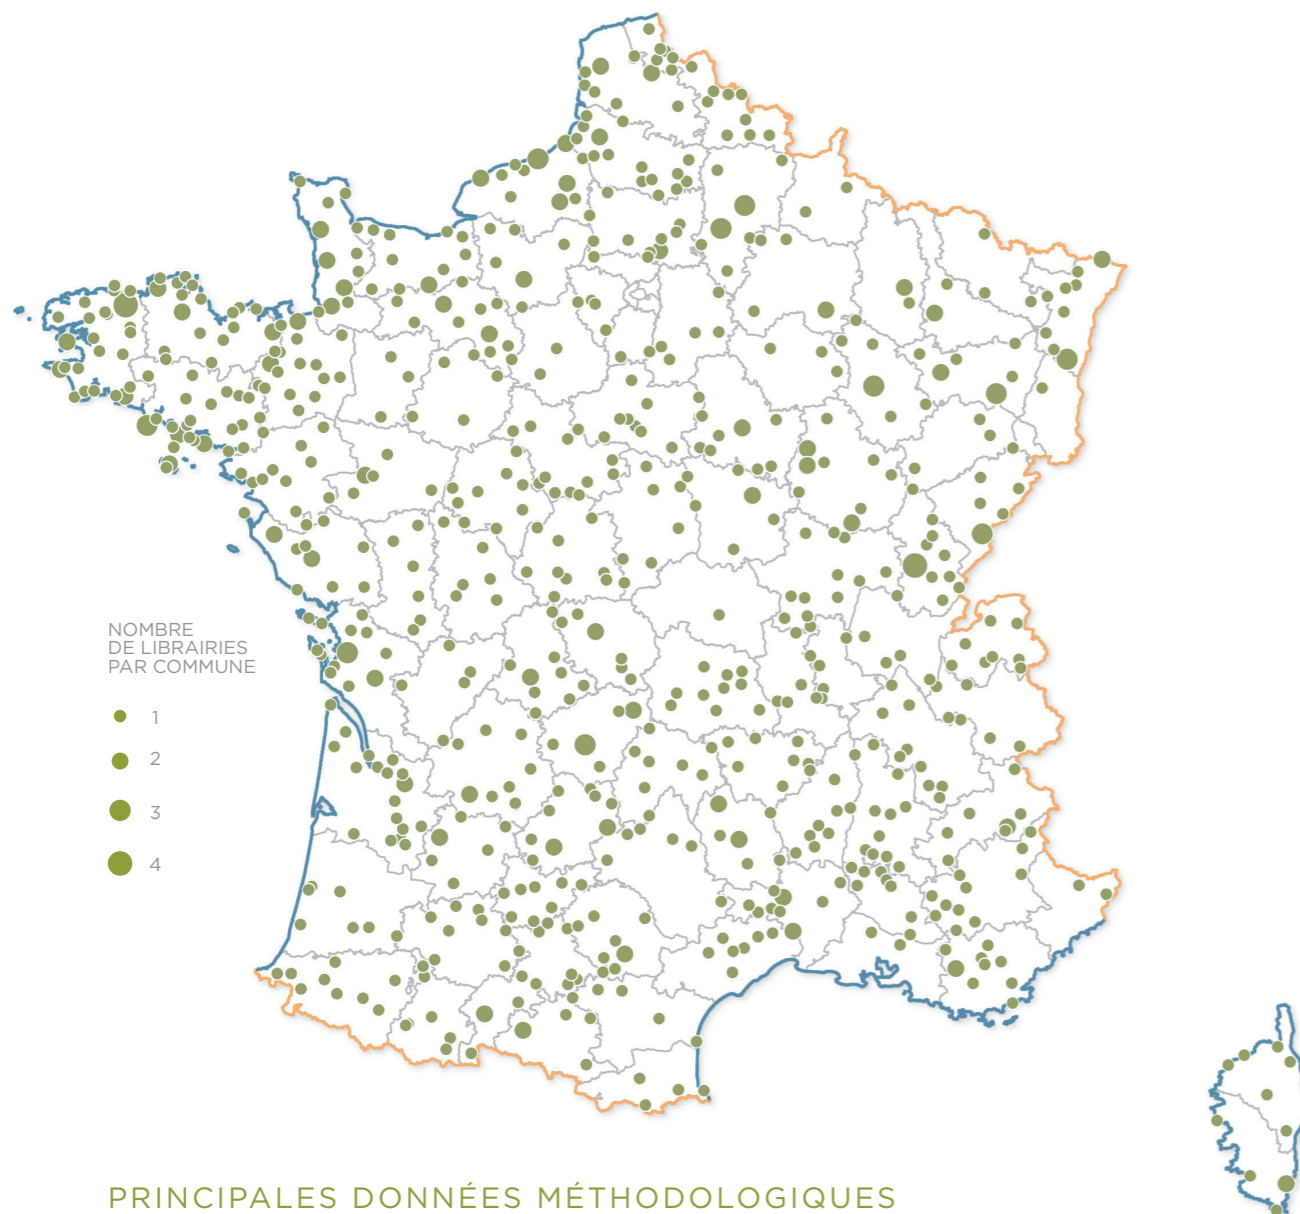 NOMBRE
DE LIBRAIRIES
PAR COMMUNE
1
2
3
4
PRINCIPALES DONNÉES MÉTHODOLOGIQUES